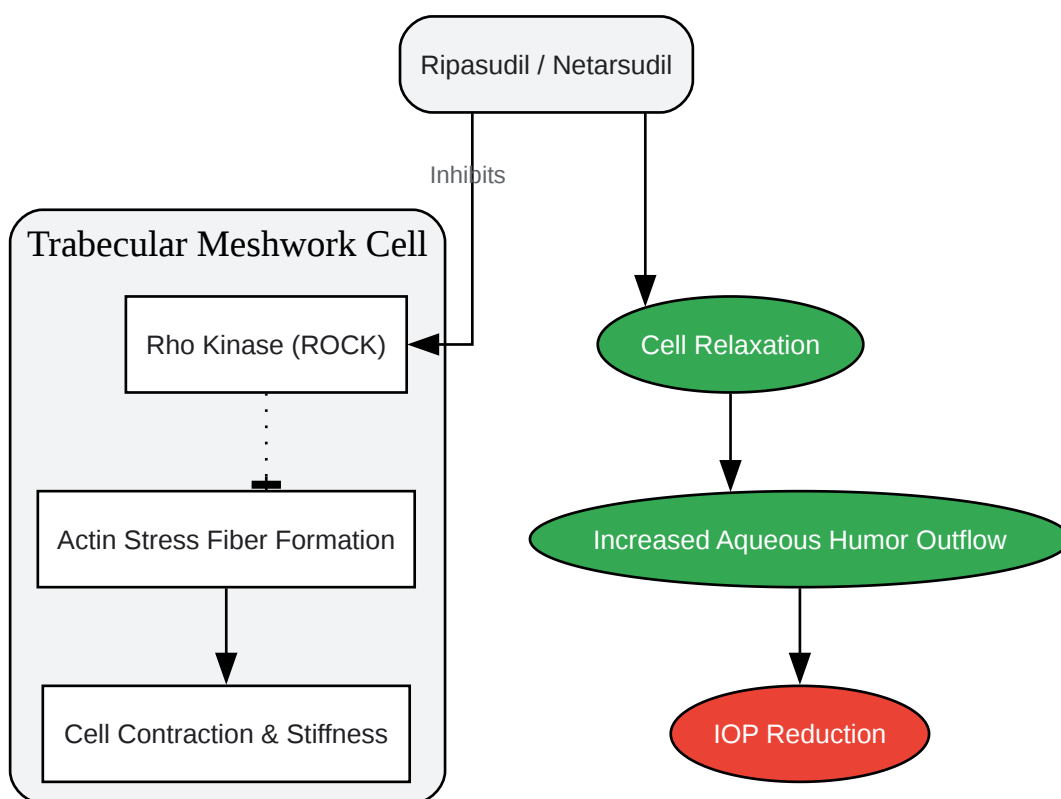 Ripasudil / Netarsudil
Inhibits
Trabecular Meshwork Cell
Rho Kinase (ROCK)
Cell Relaxation
Actin Stress Fiber Formation
Increased Aqueous Humor Outflow
Cell Contraction & Stiffness
IOP Reduction